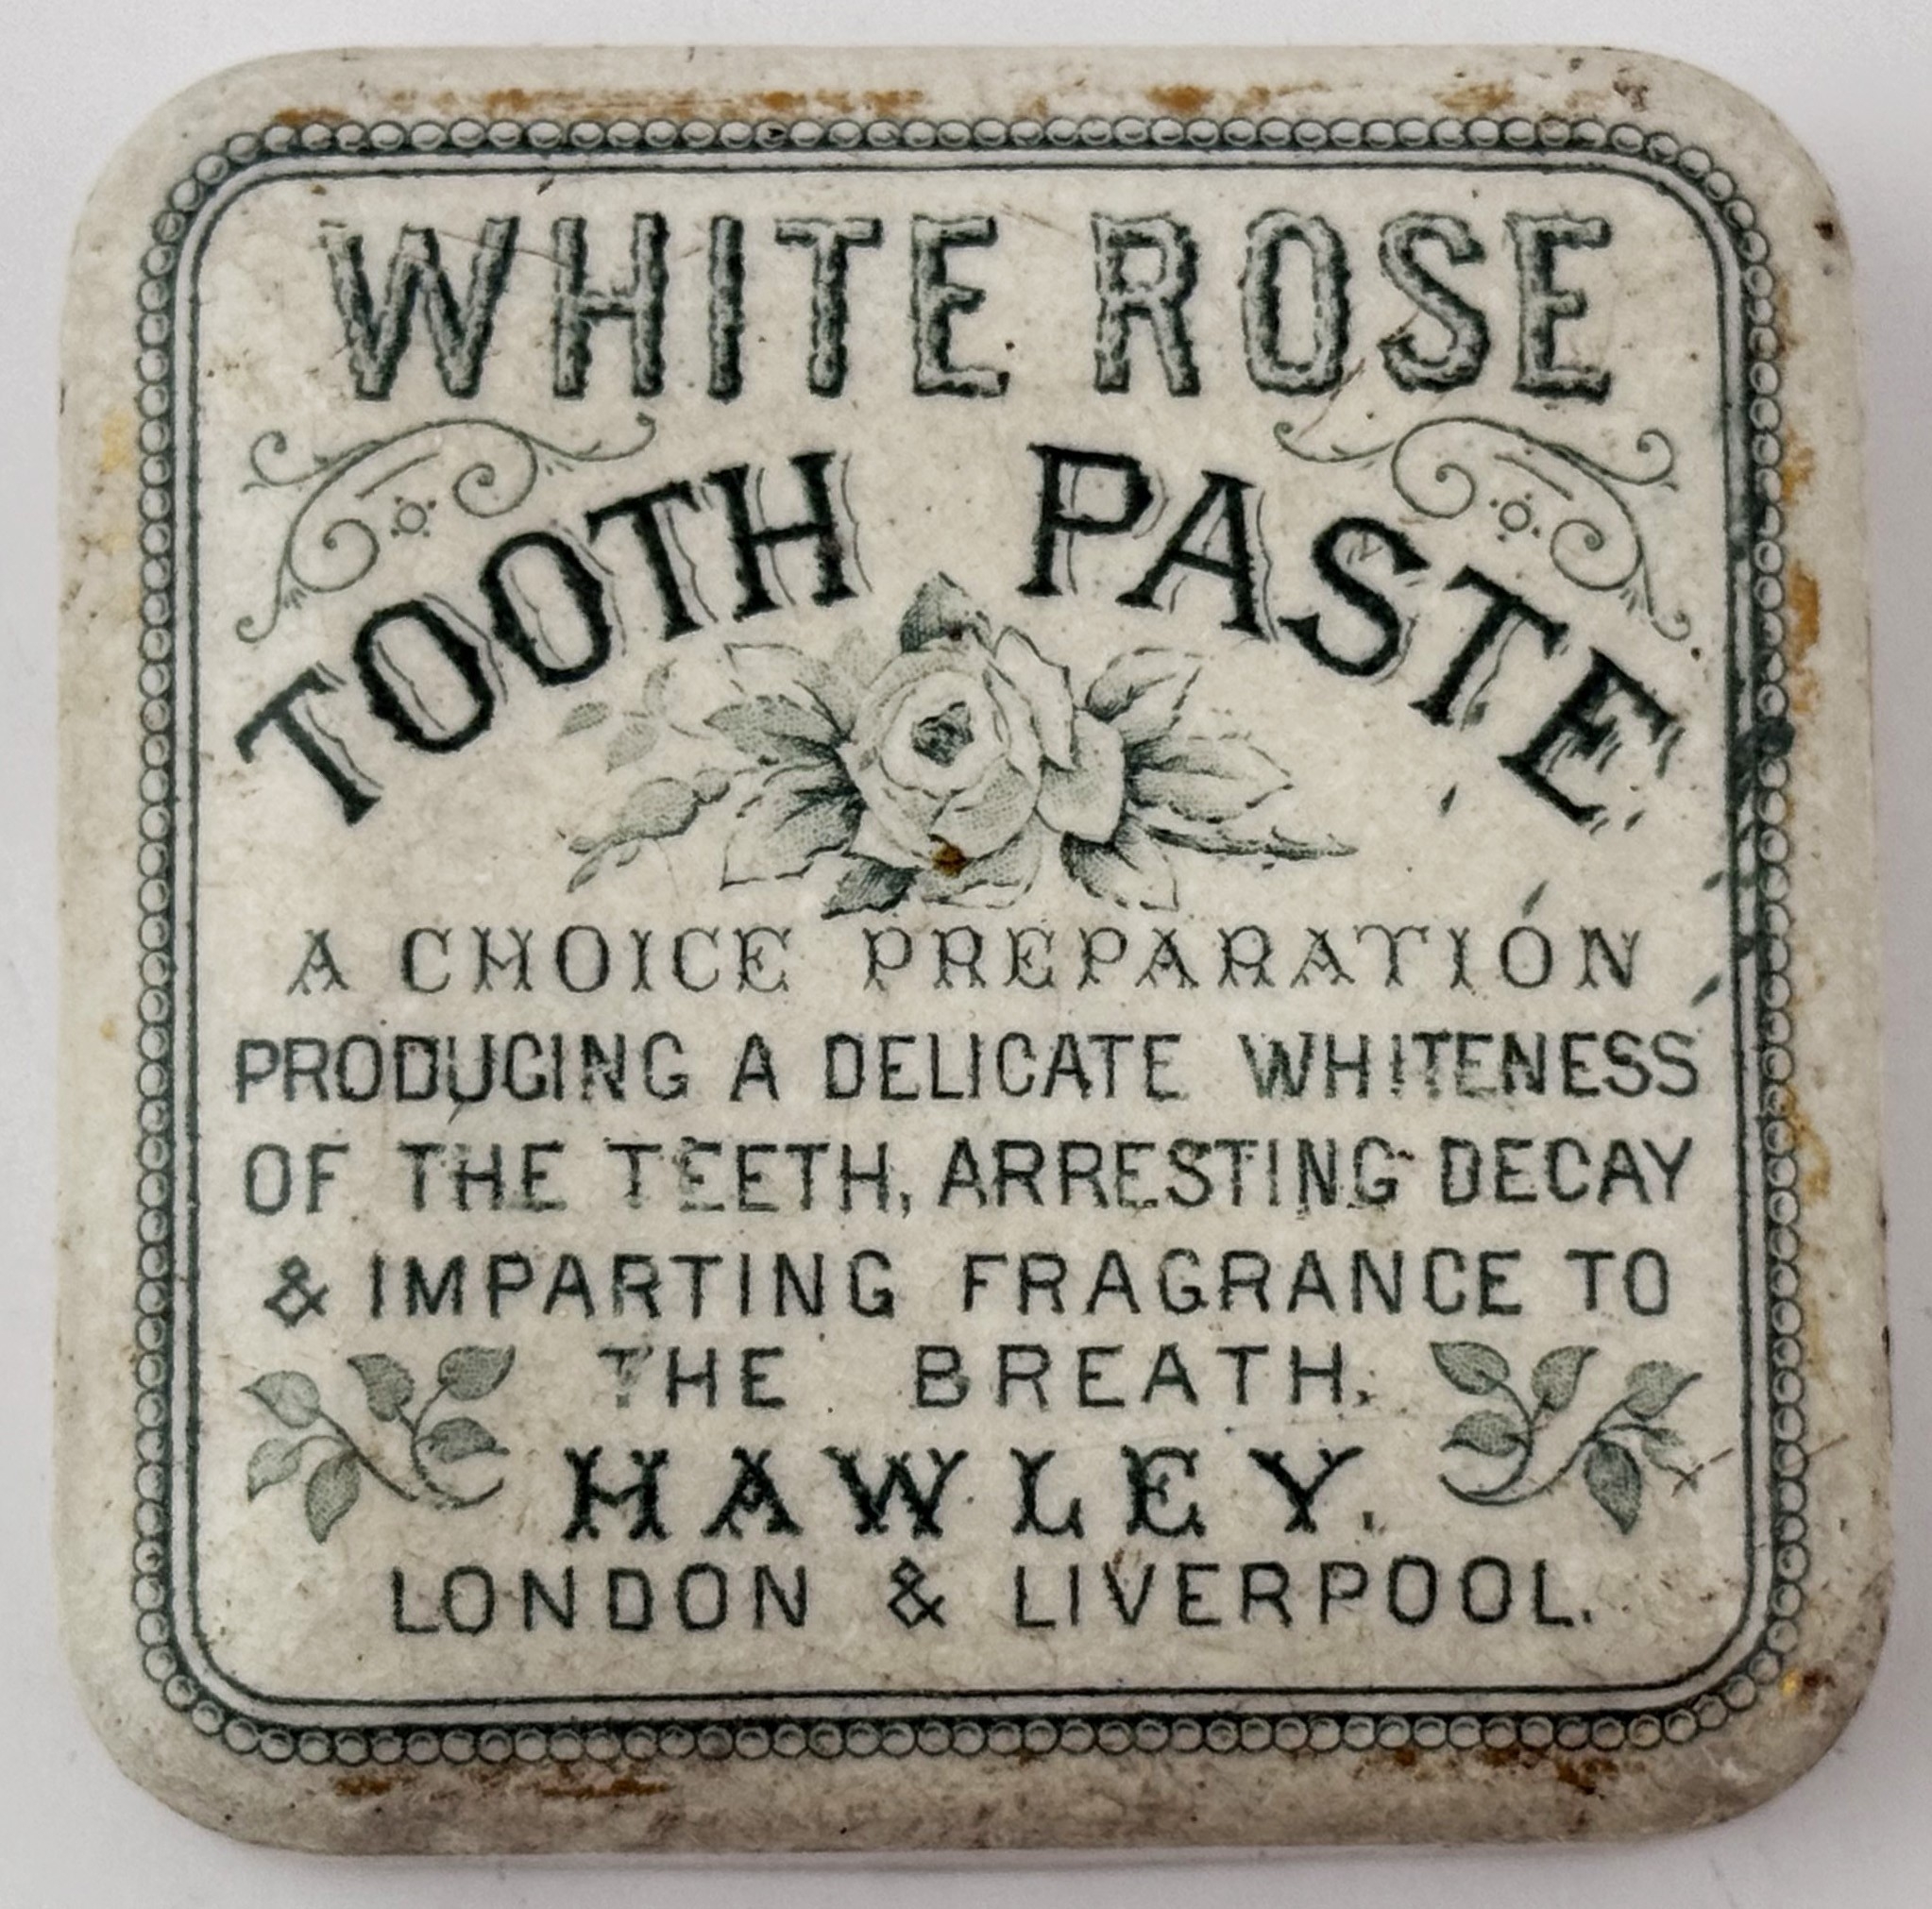 WHITE ROSE
TOOTH PASTE
A CHOICE PREPARATION
PRODUCING A DELICATE WHITENESS
OF THE TEETH, ARRESTING DECAY
& IMPARTING FRAGRANCE TO
THE BREATH.
HAWLEY.
LONDON & LIVERPOOL.